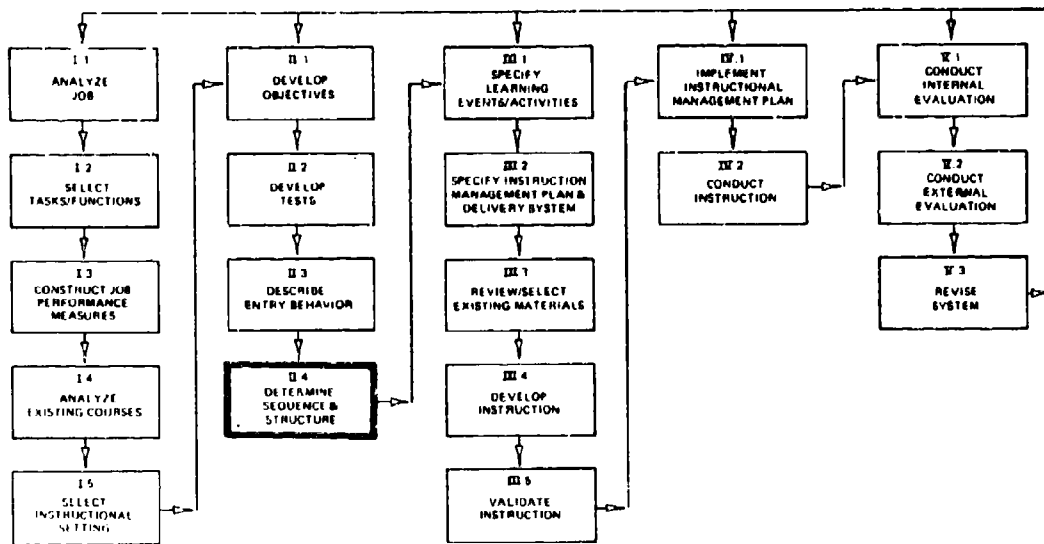 I.1
ANALYZE
JOB
I.2
SELECT
TASKS/FUNCTIONS
I.3
CONSTRUCT JOB
PERFORMANCE
MEASURES
I.4
ANALYZE
EXISTING COURSES
I.5
SELECT
INSTRUCTIONAL
SETTING
II.1
DEVELOP
OBJECTIVES
II.2
DEVELOP
TESTS
II.3
DESCRIBE
ENTRY BEHAVIOR
II.4
DETERMINE
SEQUENCE &
STRUCTURE
III.1
SPECIFY
LEARNING
EVENTS/ACTIVITIES
III.2
SPECIFY INSTRUCTION
MANAGEMENT PLAN &
DELIVERY SYSTEM
III.3
REVIEW/SELECT
EXISTING MATERIALS
III.4
DEVELOP
INSTRUCTION
III.5
VALIDATE
INSTRUCTION
IV.1
IMPLEMENT
INSTRUCTIONAL
MANAGEMENT PLAN
IV.2
CONDUCT
INSTRUCTION
V.1
CONDUCT
INTERNAL
EVALUATION
V.2
CONDUCT
EXTERNAL
EVALUATION
V.3
REVISE
SYSTEM